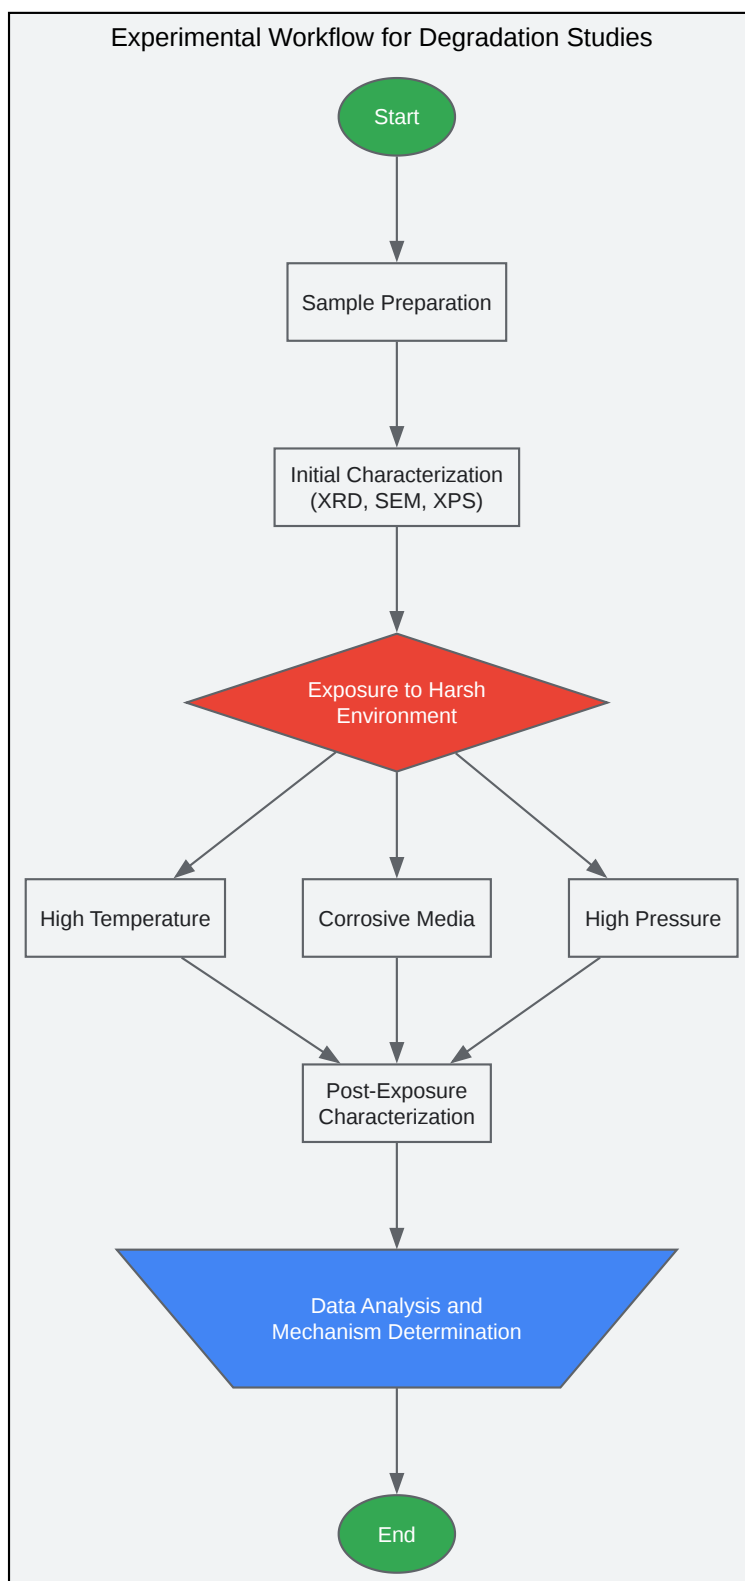 Experimental Workflow for Degradation Studies
Start
Sample Preparation
Initial Characterization
(XRD, SEM, XPS)
Exposure to Harsh
Environment
High Temperature
Corrosive Media
High Pressure
Post-Exposure
Characterization
Data Analysis and
Mechanism Determination
End